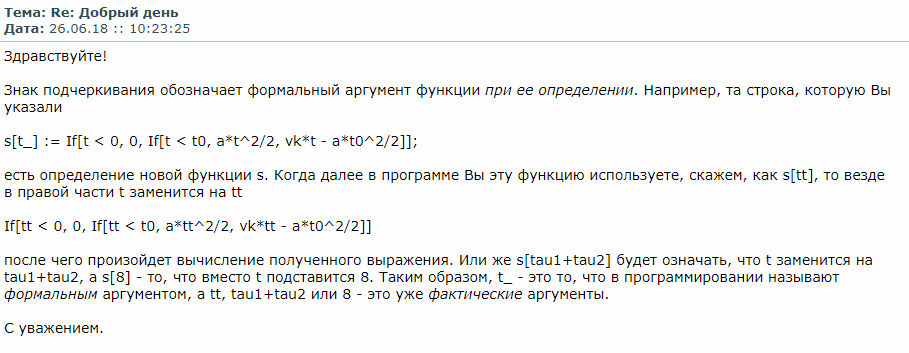 Тема: Re: Добрый день
Дата: 26.06.18 :: 10:23:25
Здравствуйте!
Знак подчеркивания обозначает формальный аргумент функции при ее определении. Например, та строка, которую Вы
указали
s[t_] := If[t < 0, 0, If[t < t0, a*t^2/2, vk*t - a*t0^2/2]];
есть определение новой функции s. Когда далее в программе Вы эту функцию используете, скажем, как s[tt], то везде
в правой части t заменится на tt
If[tt < 0, 0, If[tt < t0, a*tt^2/2, vk*tt - a*t0^2/2]]
после чего произойдет вычисление полученного выражения. Или же s[tau1+tau2] будет означать, что t заменится на
tau1+tau2, а s[8] - то, что вместо t подставится 8. Таким образом, t_ - это то, что в программировании называют
формальным аргументом, а tt, tau1+tau2 или 8 - это уже фактические аргументы.
С уважением.